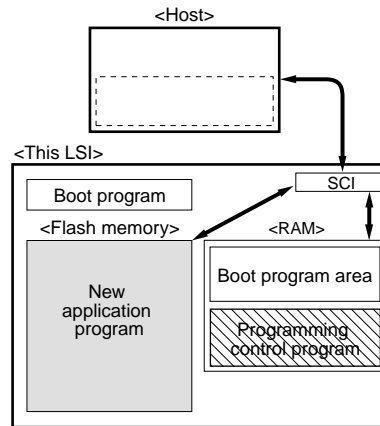 <Host>
<This LSI>
SCI
Boot program
<Flash memory>
<RAM>
Boot program area
New
application
program
Programming
control program